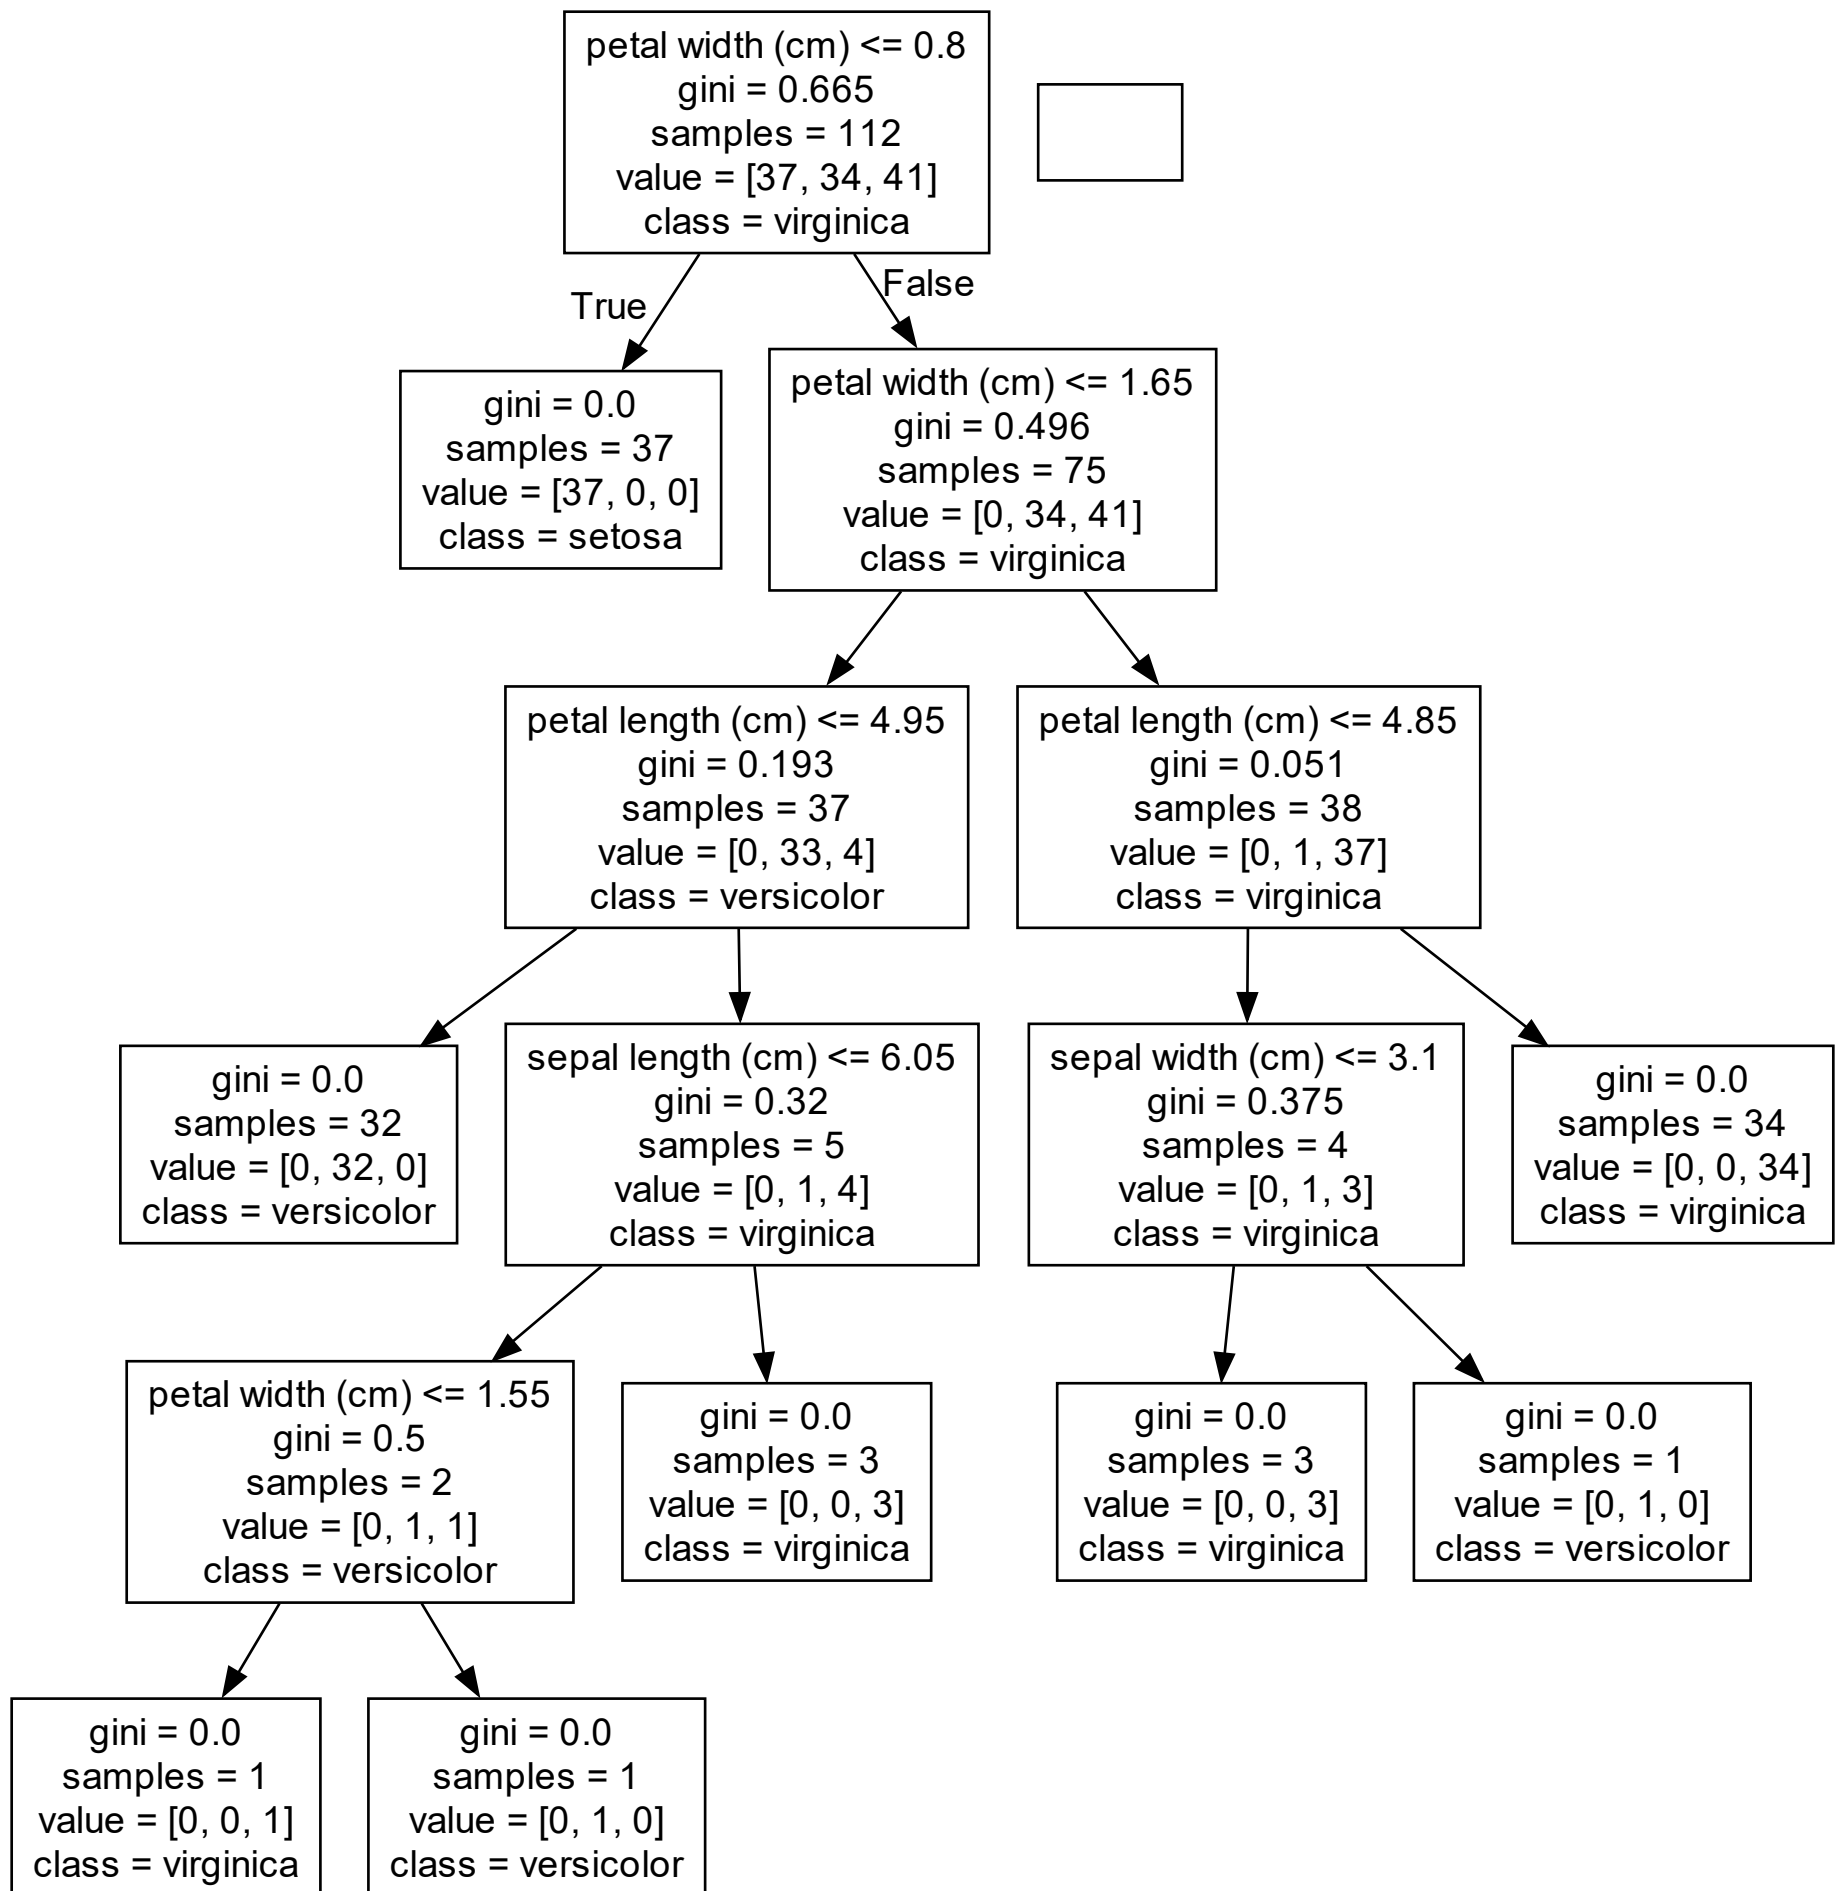 petal width (cm) <= 0.8
gini = 0.665
samples = 112
value = [37, 34, 41]
class = virginica
True
False
gini = 0.0
samples = 37
value = [37, 0, 0]
class = setosa
petal width (cm) <= 1.65
gini = 0.496
samples = 75
value = [0, 34, 41]
class = virginica
petal length (cm) <= 4.95
gini = 0.193
samples = 37
value = [0, 33, 4]
class = versicolor
petal length (cm) <= 4.85
gini = 0.051
samples = 38
value = [0, 1, 37]
class = virginica
gini = 0.0
samples = 32
value = [0, 32, 0]
class = versicolor
sepal length (cm) <= 6.05
gini = 0.32
samples = 5
value = [0, 1, 4]
class = virginica
sepal width (cm) <= 3.1
gini = 0.375
samples = 4
value = [0, 1, 3]
class = virginica
gini = 0.0
samples = 34
value = [0, 0, 34]
class = virginica
petal width (cm) <= 1.55
gini = 0.5
samples = 2
value = [0, 1, 1]
class = versicolor
gini = 0.0
samples = 3
value = [0, 0, 3]
class = virginica
gini = 0.0
samples = 3
value = [0, 0, 3]
class = virginica
gini = 0.0
samples = 1
value = [0, 1, 0]
class = versicolor
gini = 0.0
samples = 1
value = [0, 0, 1]
class = virginica
gini = 0.0
samples = 1
value = [0, 1, 0]
class = versicolor